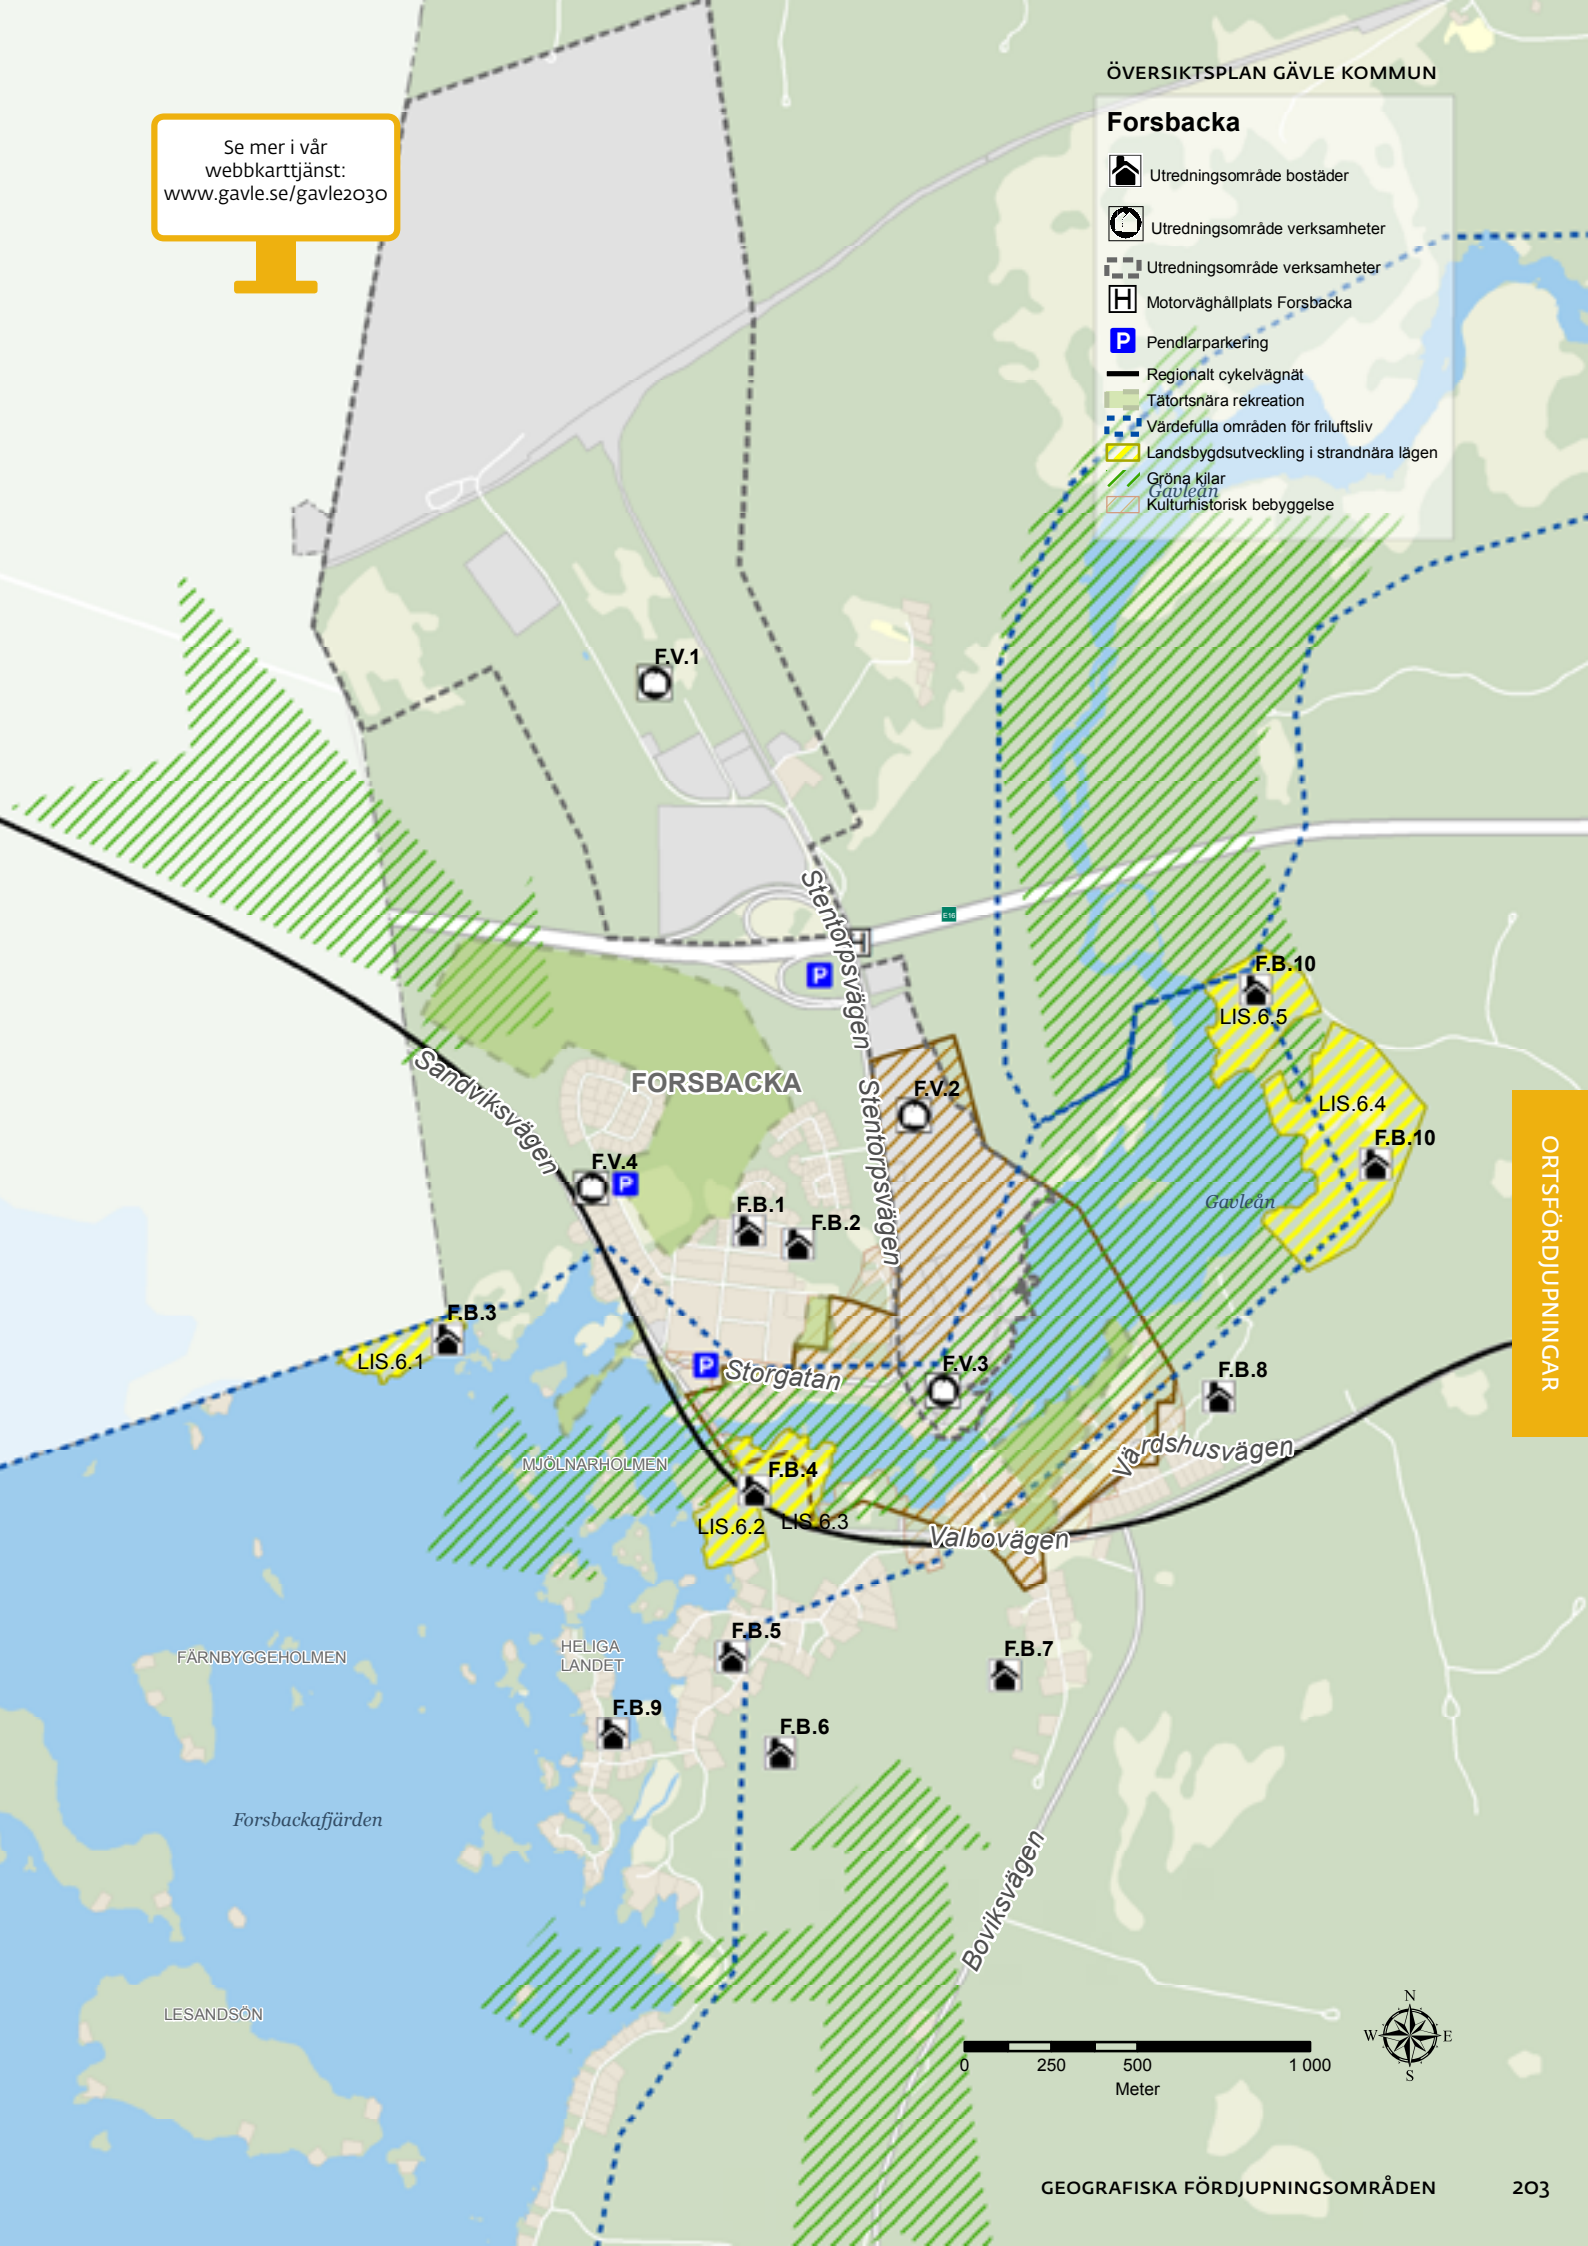 ÖVERSIKTSPLAN GÄVLE KOMMUN
Se mer i vår
webbkarttjänst:
www.gavle.se/gavle2030
Forsbacka
Utredningsområde bostäder
Utredningsområde verksamheter
Utredningsområde verksamheter
H Motorväghållplats Forsbacka
P Pendlarparkering
Regionalt cykelvägnät
Tätortsnära rekreation
Värdefulla områden för friluftsliv
Landsbygdsutveckling i strandnära lägen
Gröna kilar
Gavleån
Kulturhistorisk bebyggelse
F.V.1
Stentorpsvägen
E16
H
P
F.B.10
LIS.6.5
Sandviksvägen
FORSBACKA
Stentorpsvägen
F.V.2
LIS.6.4
F.B.10
F.V.4
P
F.B.1
F.B.2
Gavleån
ORTSFÖRDJUPNINGAR
F.B.3
LIS.6.1
P
Storgatan
F.V.3
F.B.8
Värdshusvägen
MJÖLNARHOLMEN
F.B.4
LIS.6.2
LIS.6.3
Valbovägen
F.B.5
F.B.7
FÄRNBYGGEHOLMEN
HELIGA
LANDET
F.B.9
F.B.6
Forsbackafjärden
Boviksvägen
LESANDSÖN
N
W
E
S
0 250 500 1 000
Meter
GEOGRAFISKA FÖRDJUPNINGSOMRÅDEN 203